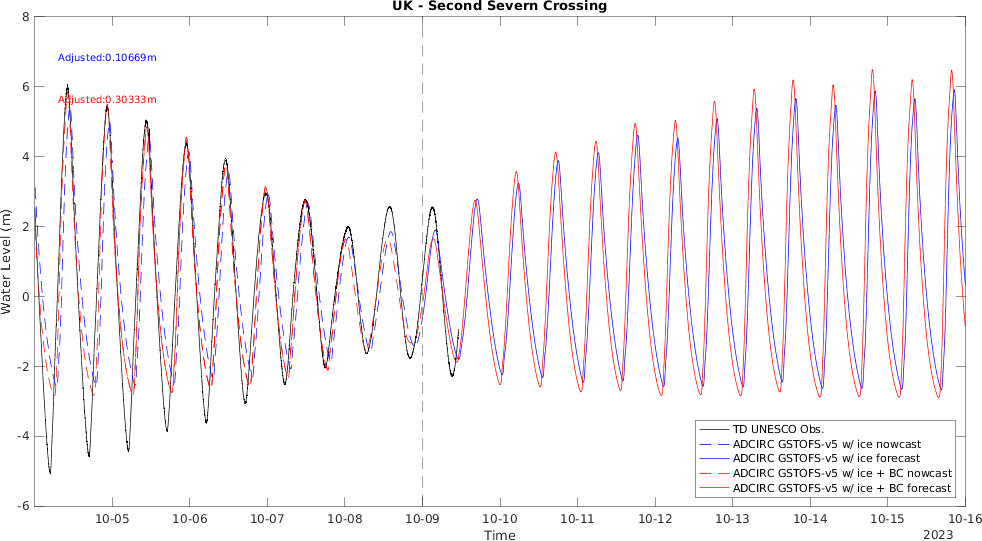 UK - Second Severn Crossing
8
6
4
2
0
-2
-4
-6
Water Level (m)
Adjusted:0.10669m
Adjusted:0.30333m
TD UNESCO Obs.
ADCIRC GSTOFS-v5 w/ ice nowcast
ADCIRC GSTOFS-v5 w/ ice forecast
ADCIRC GSTOFS-v5 w/ ice + BC nowcast
ADCIRC GSTOFS-v5 w/ ice + BC forecast
10-05 10-06 10-07 10-08 10-09 10-10 10-11 10-12 10-13 10-14 10-15 10-16
Time
2023